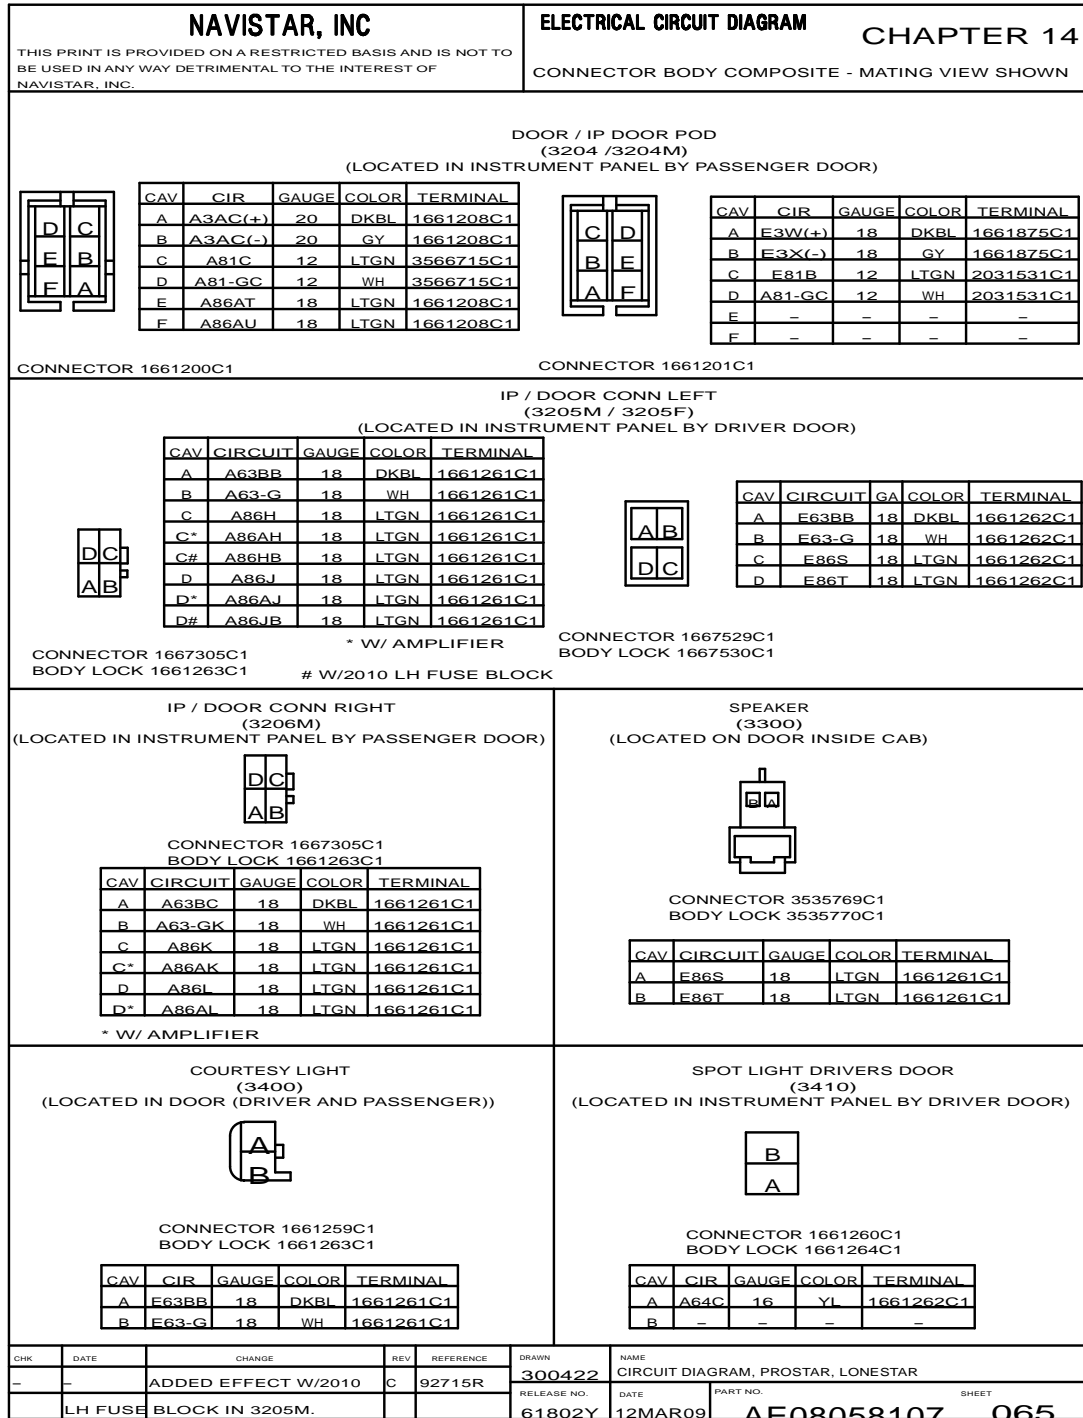 NAVISTAR, INC
THIS PRINT IS PROVIDED ON A RESTRICTED BASIS AND IS NOT TO
BE USED IN ANY WAY DETRIMENTAL TO THE INTEREST OF
NAVISTAR, INC.
ELECTRICAL CIRCUIT DIAGRAM
CHAPTER 14
CONNECTOR BODY COMPOSITE - MATING VIEW SHOWN
DOOR / IP DOOR POD
(3204 /3204M)
(LOCATED IN INSTRUMENT PANEL BY PASSENGER DOOR)
D C
E B
F A
CAV CIR GAUGE COLOR TERMINAL
A A3AC(+) 20 DKBL 1661208C1
B A3AC(-) 20 GY 1661208C1
C A81C 12 LTGN 3566715C1
D A81-GC 12 WH 3566715C1
E A86AT 18 LTGN 1661208C1
F A86AU 18 LTGN 1661208C1
CONNECTOR 1661200C1
C D
B E
A F
CAV CIR GAUGE COLOR TERMINAL
A E3W(+) 18 DKBL 1661875C1
B E3X(-) 18 GY 1661875C1
C E81B 12 LTGN 2031531C1
D A81-GC 12 WH 2031531C1
E – – – –
F – – – –
CONNECTOR 1661201C1
IP / DOOR CONN LEFT
(3205M / 3205F)
(LOCATED IN INSTRUMENT PANEL BY DRIVER DOOR)
D C
A B
CAV CIRCUIT GAUGE COLOR TERMINAL
A A63BB 18 DKBL 1661261C1
B A63-G 18 WH 1661261C1
C A86H 18 LTGN 1661261C1
C* A86AH 18 LTGN 1661261C1
C# A86HB 18 LTGN 1661261C1
D A86J 18 LTGN 1661261C1
D* A86AJ 18 LTGN 1661261C1
D# A86JB 18 LTGN 1661261C1
* W/ AMPLIFIER
CONNECTOR 1667305C1
BODY LOCK 1661263C1
# W/2010 LH FUSE BLOCK
A B
D C
CAV CIRCUIT GA COLOR TERMINAL
A E63BB 18 DKBL 1661262C1
B E63-G 18 WH 1661262C1
C E86S 18 LTGN 1661262C1
D E86T 18 LTGN 1661262C1
CONNECTOR 1667529C1
BODY LOCK 1667530C1
IP / DOOR CONN RIGHT
(3206M)
(LOCATED IN INSTRUMENT PANEL BY PASSENGER DOOR)
D C
A B
CONNECTOR 1667305C1
BODY LOCK 1661263C1
CAV CIRCUIT GAUGE COLOR TERMINAL
A A63BC 18 DKBL 1661261C1
B A63-GK 18 WH 1661261C1
C A86K 18 LTGN 1661261C1
C* A86AK 18 LTGN 1661261C1
D A86L 18 LTGN 1661261C1
D* A86AL 18 LTGN 1661261C1
* W/ AMPLIFIER
SPEAKER
(3300)
(LOCATED ON DOOR INSIDE CAB)
B A
CONNECTOR 3535769C1
BODY LOCK 3535770C1
CAV CIRCUIT GAUGE COLOR TERMINAL
A E86S 18 LTGN 1661261C1
B E86T 18 LTGN 1661261C1
COURTESY LIGHT
(3400)
(LOCATED IN DOOR (DRIVER AND PASSENGER))
A
B
CONNECTOR 1661259C1
BODY LOCK 1661263C1
CAV CIR GAUGE COLOR TERMINAL
A E63BB 18 DKBL 1661261C1
B E63-G 18 WH 1661261C1
SPOT LIGHT DRIVERS DOOR
(3410)
(LOCATED IN INSTRUMENT PANEL BY DRIVER DOOR)
B
A
CONNECTOR 1661260C1
BODY LOCK 1661264C1
CAV CIR GAUGE COLOR TERMINAL
A A64C 16 YL 1661262C1
B – – – –
CHK DATE CHANGE REV REFERENCE
– – ADDED EFFECT W/2010 C 92715R
LH FUSE BLOCK IN 3205M.
DRAWN
300422
NAME
CIRCUIT DIAGRAM, PROSTAR, LONESTAR
RELEASE NO.
61802Y
DATE
12MAR09
PART NO.
AE08058107
SHEET
065